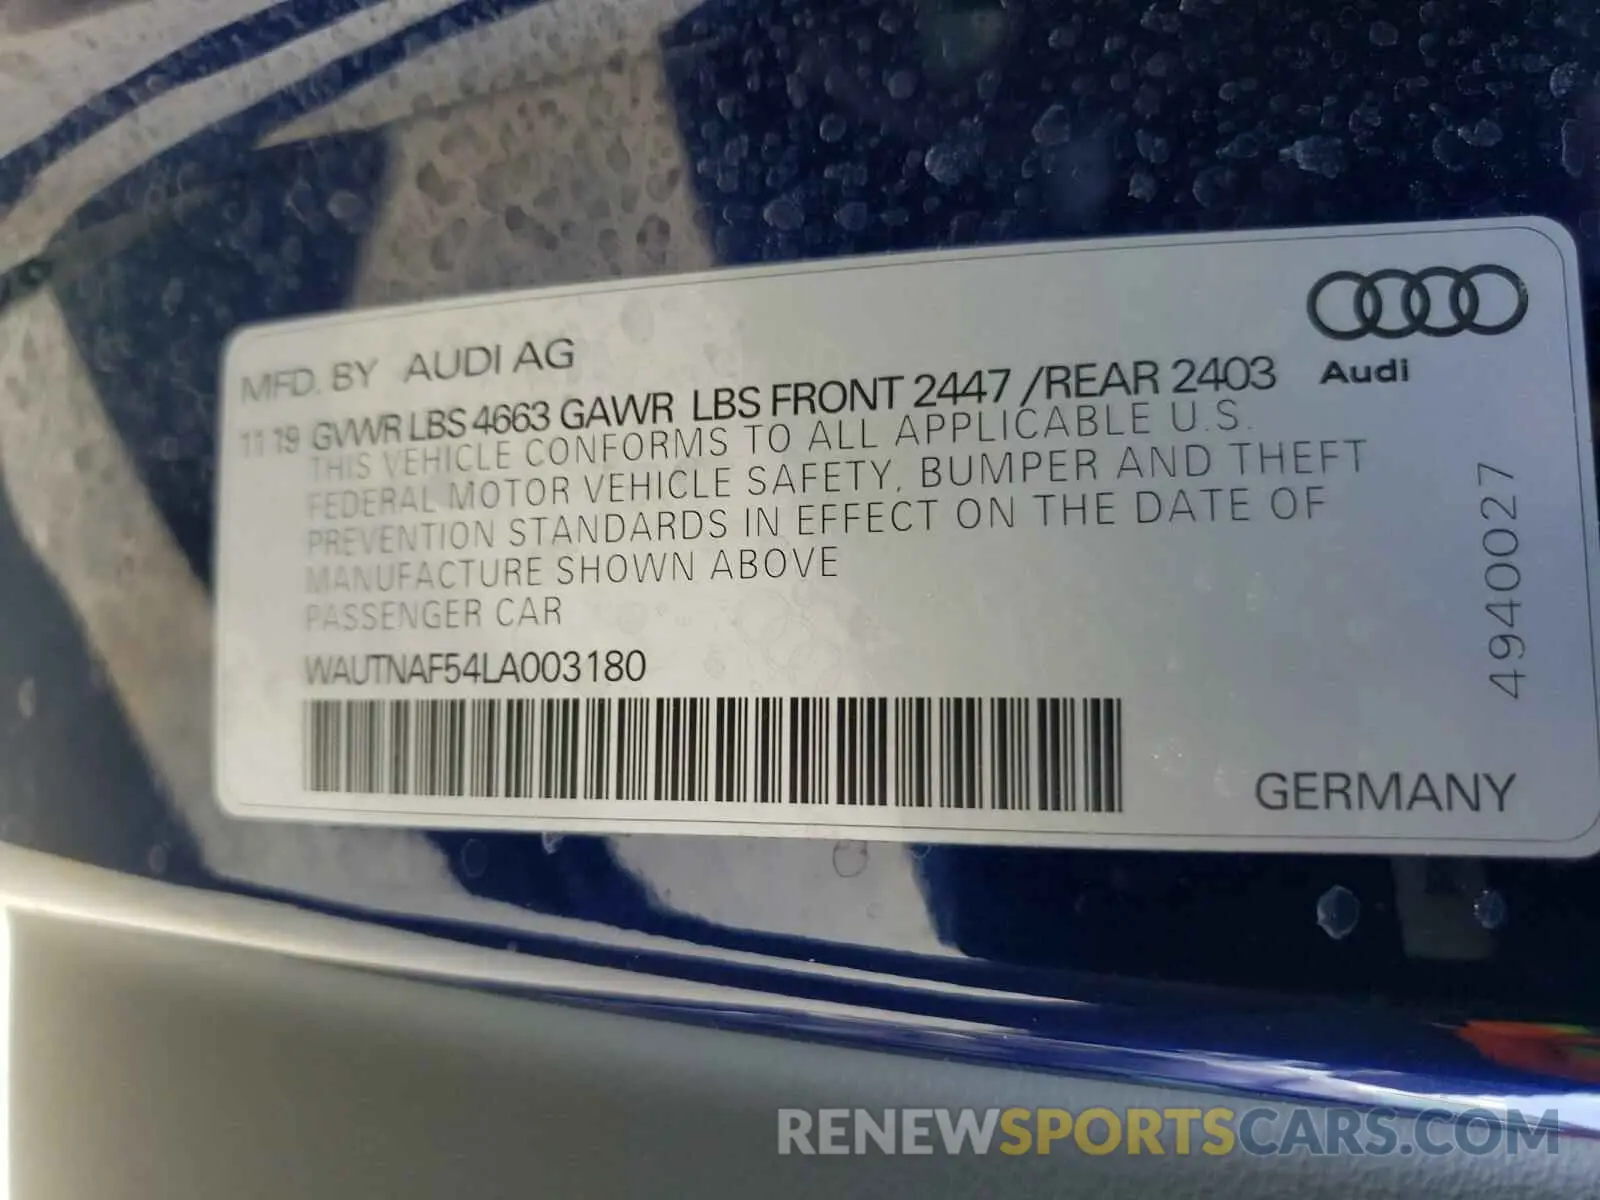 MFD. BY AUDI AG
Audi
11 19 GVWR LBS 4663 GAWR LBS FRONT 2447 /REAR 2403
THIS VEHICLE CONFORMS TO ALL APPLICABLE U.S.
FEDERAL MOTOR VEHICLE SAFETY, BUMPER AND THEFT
PREVENTION STANDARDS IN EFFECT ON THE DATE OF
MANUFACTURE SHOWN ABOVE
PASSENGER CAR
WAUTNAF54LA003180
4940027
GERMANY
RENEWSPORTSCARS.COM